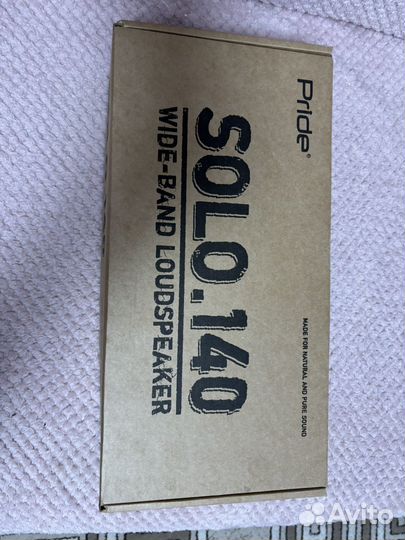 Pride®
SOLO.140
WIDE-BAND LOUDSPEAKER
MADE FOR NATURAL AND PURE SOUND
Avito